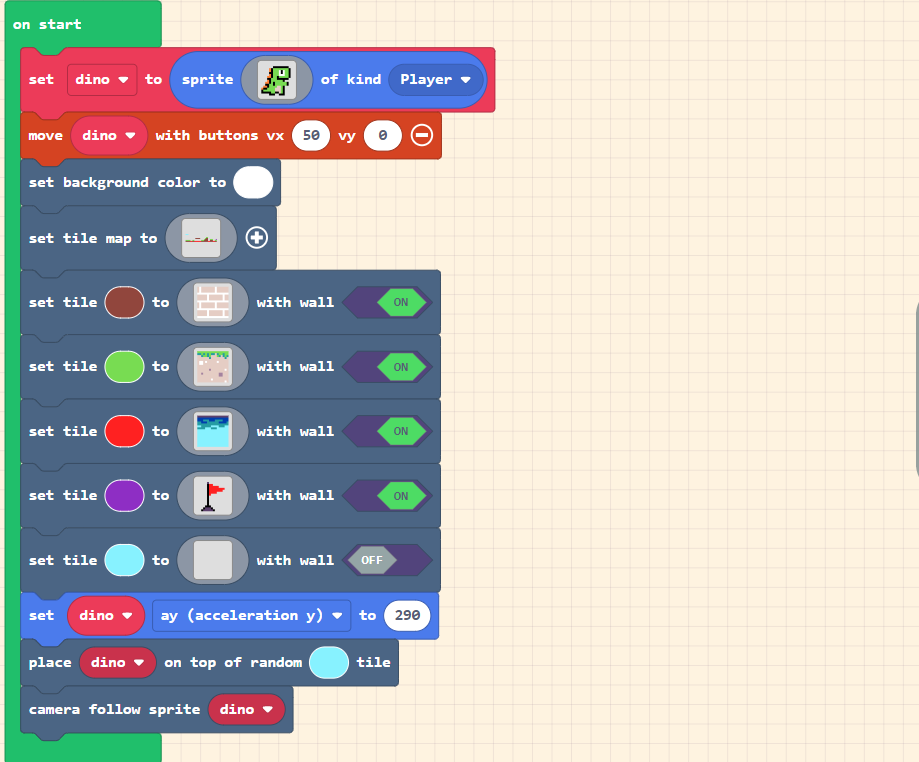 on start
set dino to sprite of kind Player
move dino with buttons vx 50 vy 0
set background color to
set tile map to
set tile to with wall ON
set tile to with wall ON
set tile to with wall ON
set tile to with wall ON
set tile to with wall OFF
set dino ay (acceleration y) to 290
place dino on top of random tile
camera follow sprite dino